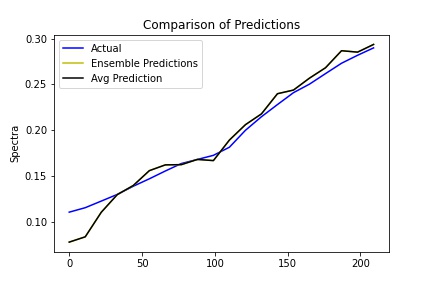 Comparison of Predictions
0.30
0.25
0.20
0.15
0.10
Spectra
Actual
Ensemble Predictions
Avg Prediction
0 50 100 150 200